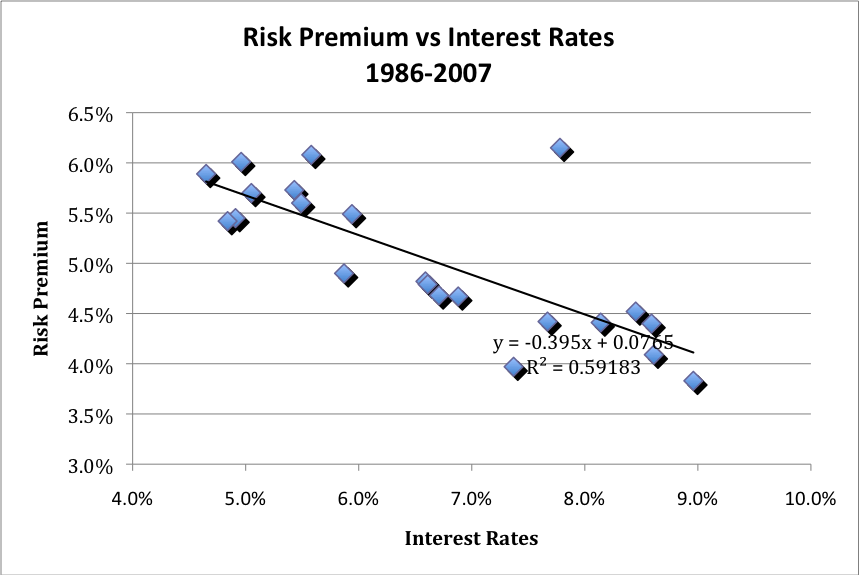 Risk Premium vs Interest Rates
1986-2007
6.5%
6.0%
5.5%
5.0%
4.5%
4.0%
3.5%
3.0%
Risk Premium
y = -0.395x + 0.0765
R² = 0.59183
4.0% 5.0% 6.0% 7.0% 8.0% 9.0% 10.0%
Interest Rates